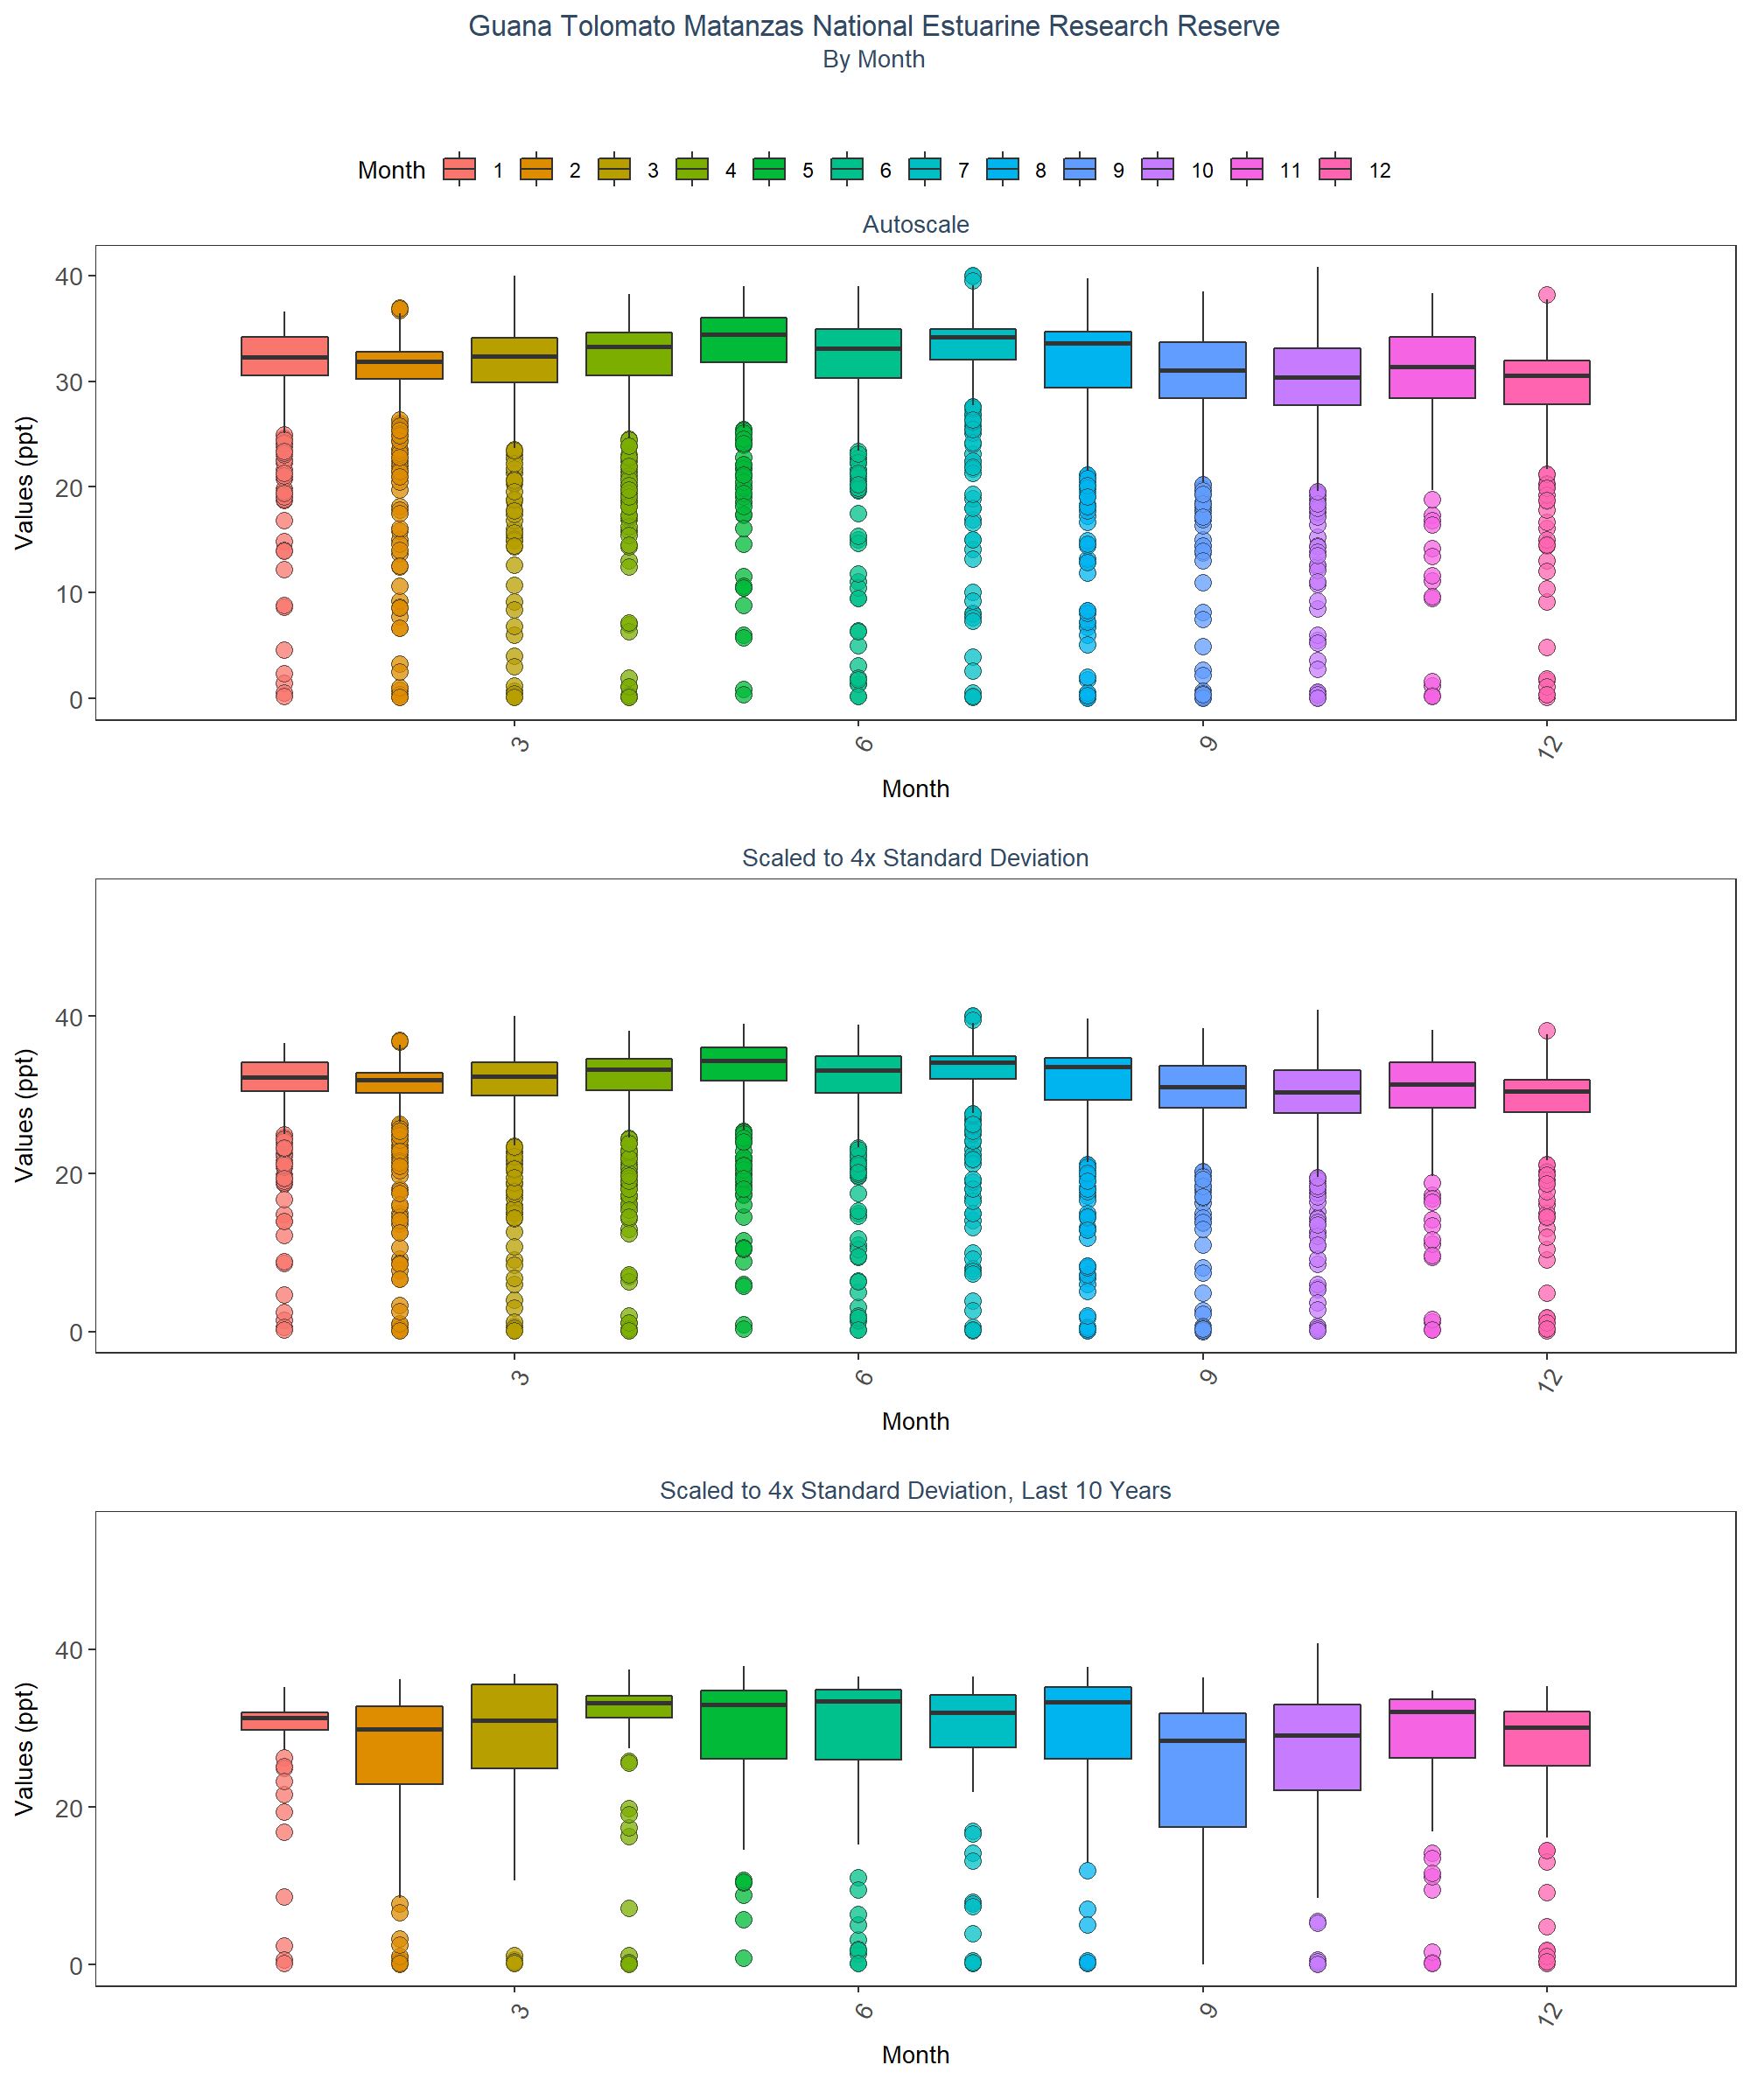 Guana Tolomato Matanzas National Estuarine Research Reserve
By Month
Month 1 2 3 4 5 6 7 8 9 10 11 12
Autoscale
Values (ppt)
40
30
20
10
0
3 6 9 12
Month
Scaled to 4x Standard Deviation
Values (ppt)
40
20
0
3 6 9 12
Month
Scaled to 4x Standard Deviation, Last 10 Years
Values (ppt)
40
20
0
3 6 9 12
Month